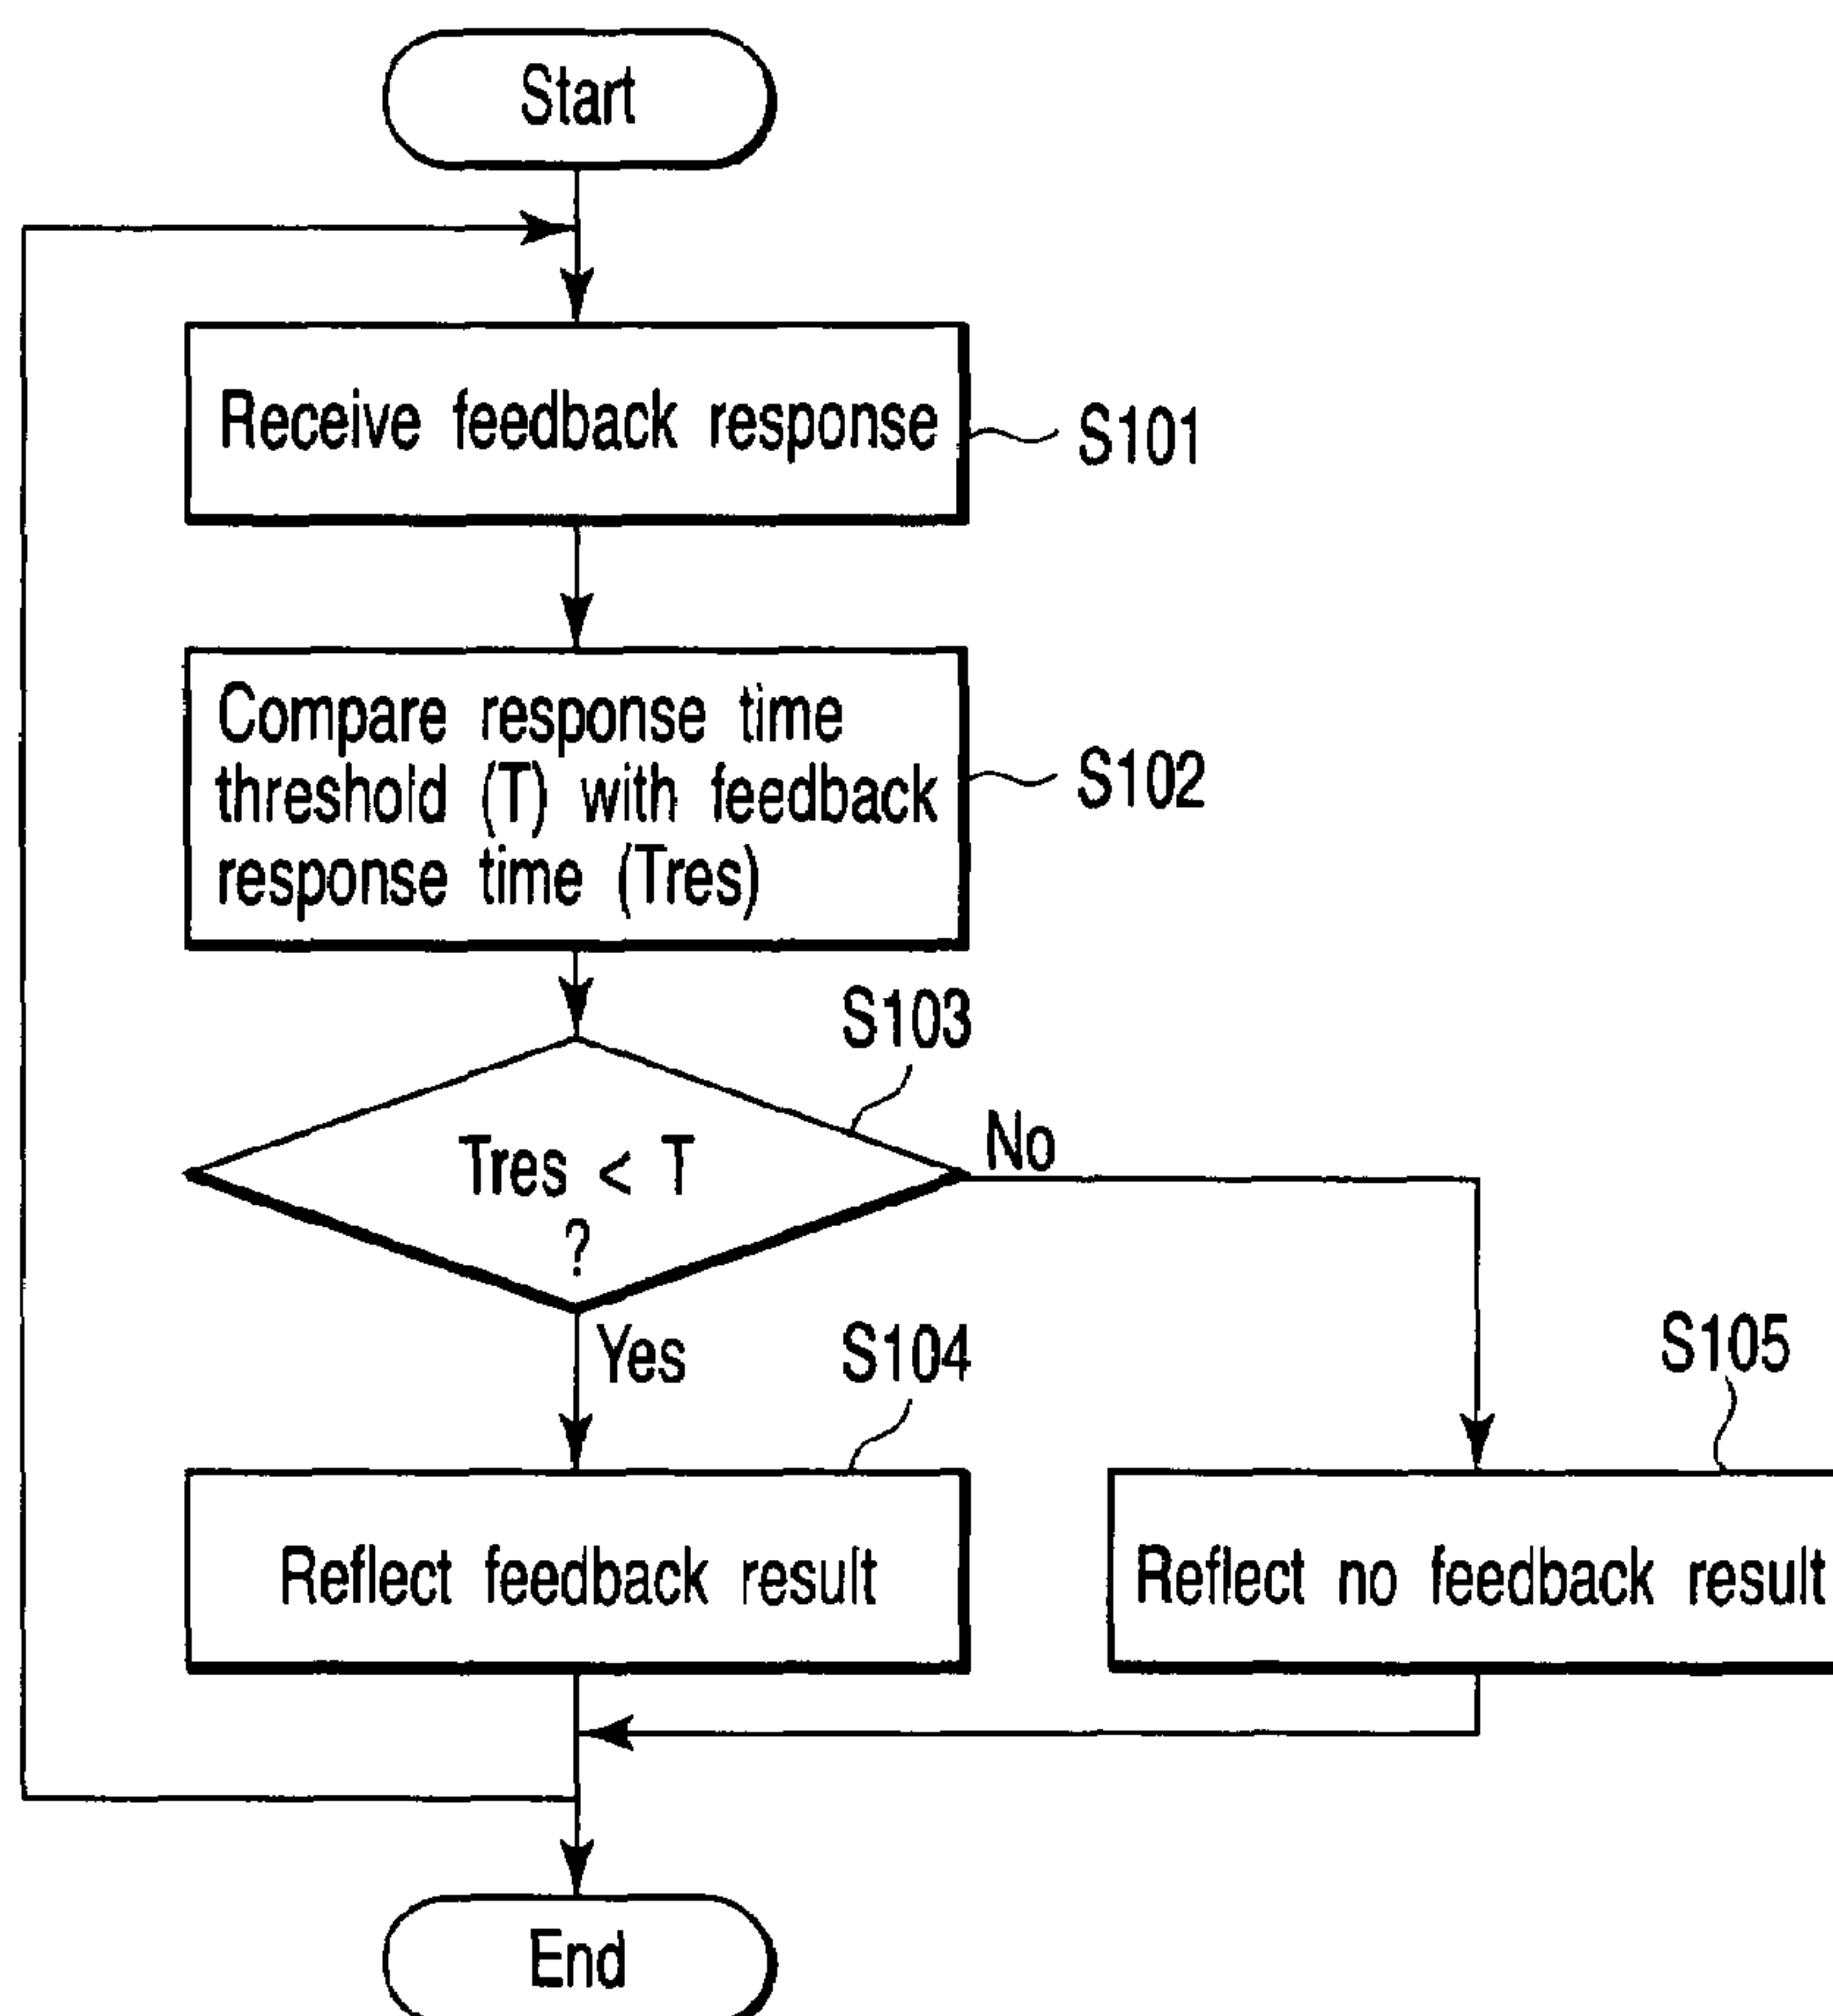 Start
Receive feedback response
S101
Compare response time
threshold (T) with feedback
response time (Tres)
S102
S103
Tres < T
?
No
Yes
S104
S105
Reflect feedback result
Reflect no feedback result
End